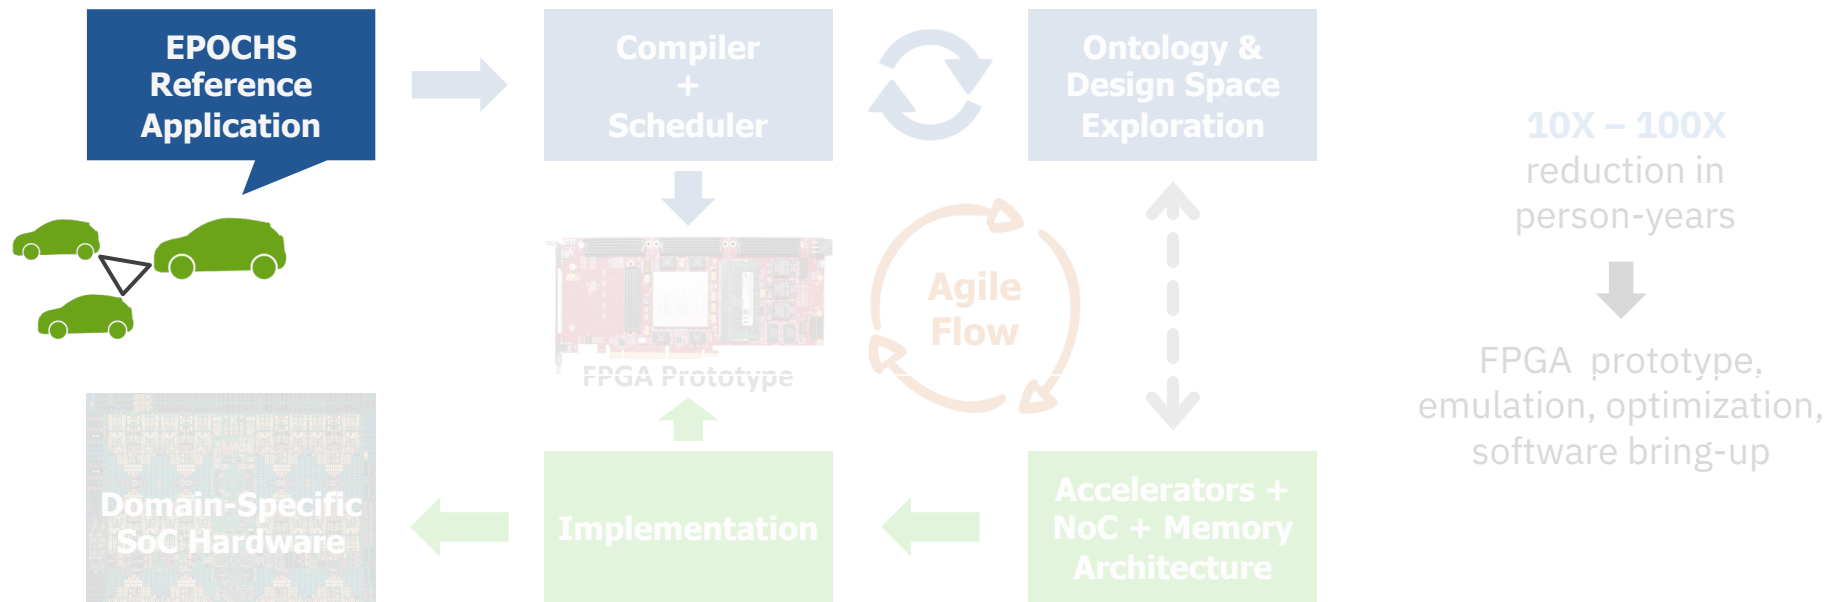 EPOCHS
Reference
Application
Compiler
+
Scheduler
Ontology &
Design Space
Exploration
10X – 100X
reduction in
person-years
Agile
Flow
FPGA Prototype
FPGA prototype,
emulation, optimization,
software bring-up
Domain-Specific
SoC Hardware
Implementation
Accelerators +
NoC + Memory
Architecture